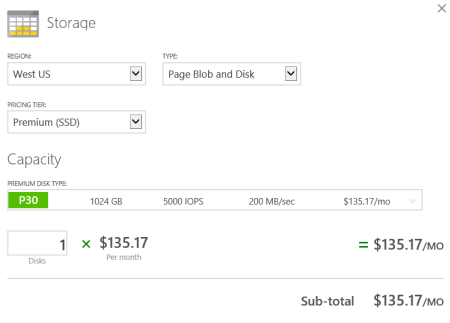 Storage
REGION: TYPE:
West US Page Blob and Disk
PRICING TIER:
Premium (SSD)
Capacity
PREMIUM DISK TYPE:
P30 1024 GB 5000 IOPS 200 MB/sec $135.17/mo
1 × $135.17 = $135.17/MO
Disks Per month
Sub-total $135.17/MO